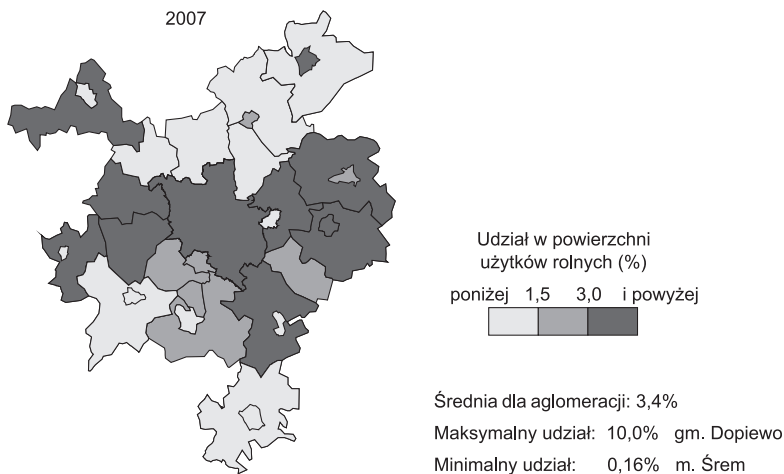 2007
Udział w powierzchni
użytków rolnych (%)
poniżej 1,5 3,0 i powyżej
Średnia dla aglomeracji: 3,4%
Maksymalny udział: 10,0% gm. Dopiewo
Minimalny udział: 0,16% m. Śrem